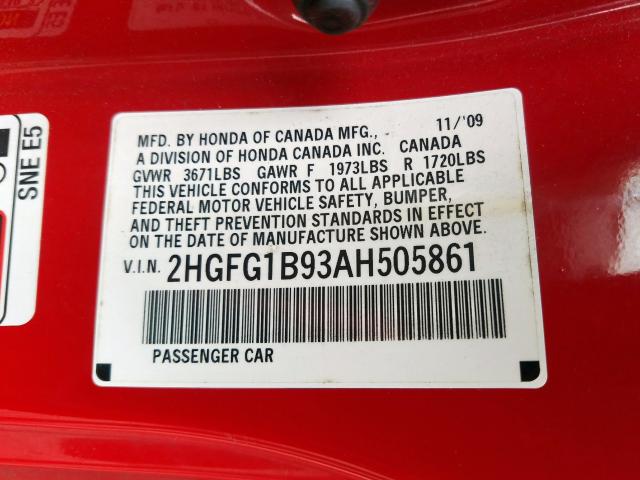 MFD. BY HONDA OF CANADA MFG., 11/'09
A DIVISION OF HONDA CANADA INC. CANADA
GVWR 3671LBS GAWR F 1973LBS R 1720LBS
THIS VEHICLE CONFORMS TO ALL APPLICABLE
FEDERAL MOTOR VEHICLE SAFETY, BUMPER,
AND THEFT PREVENTION STANDARDS IN EFFECT
ON THE DATE OF MANUFACTURE SHOWN ABOVE.
V.I.N. 2HGFG1B93AH505861
PASSENGER CAR
SNE E5